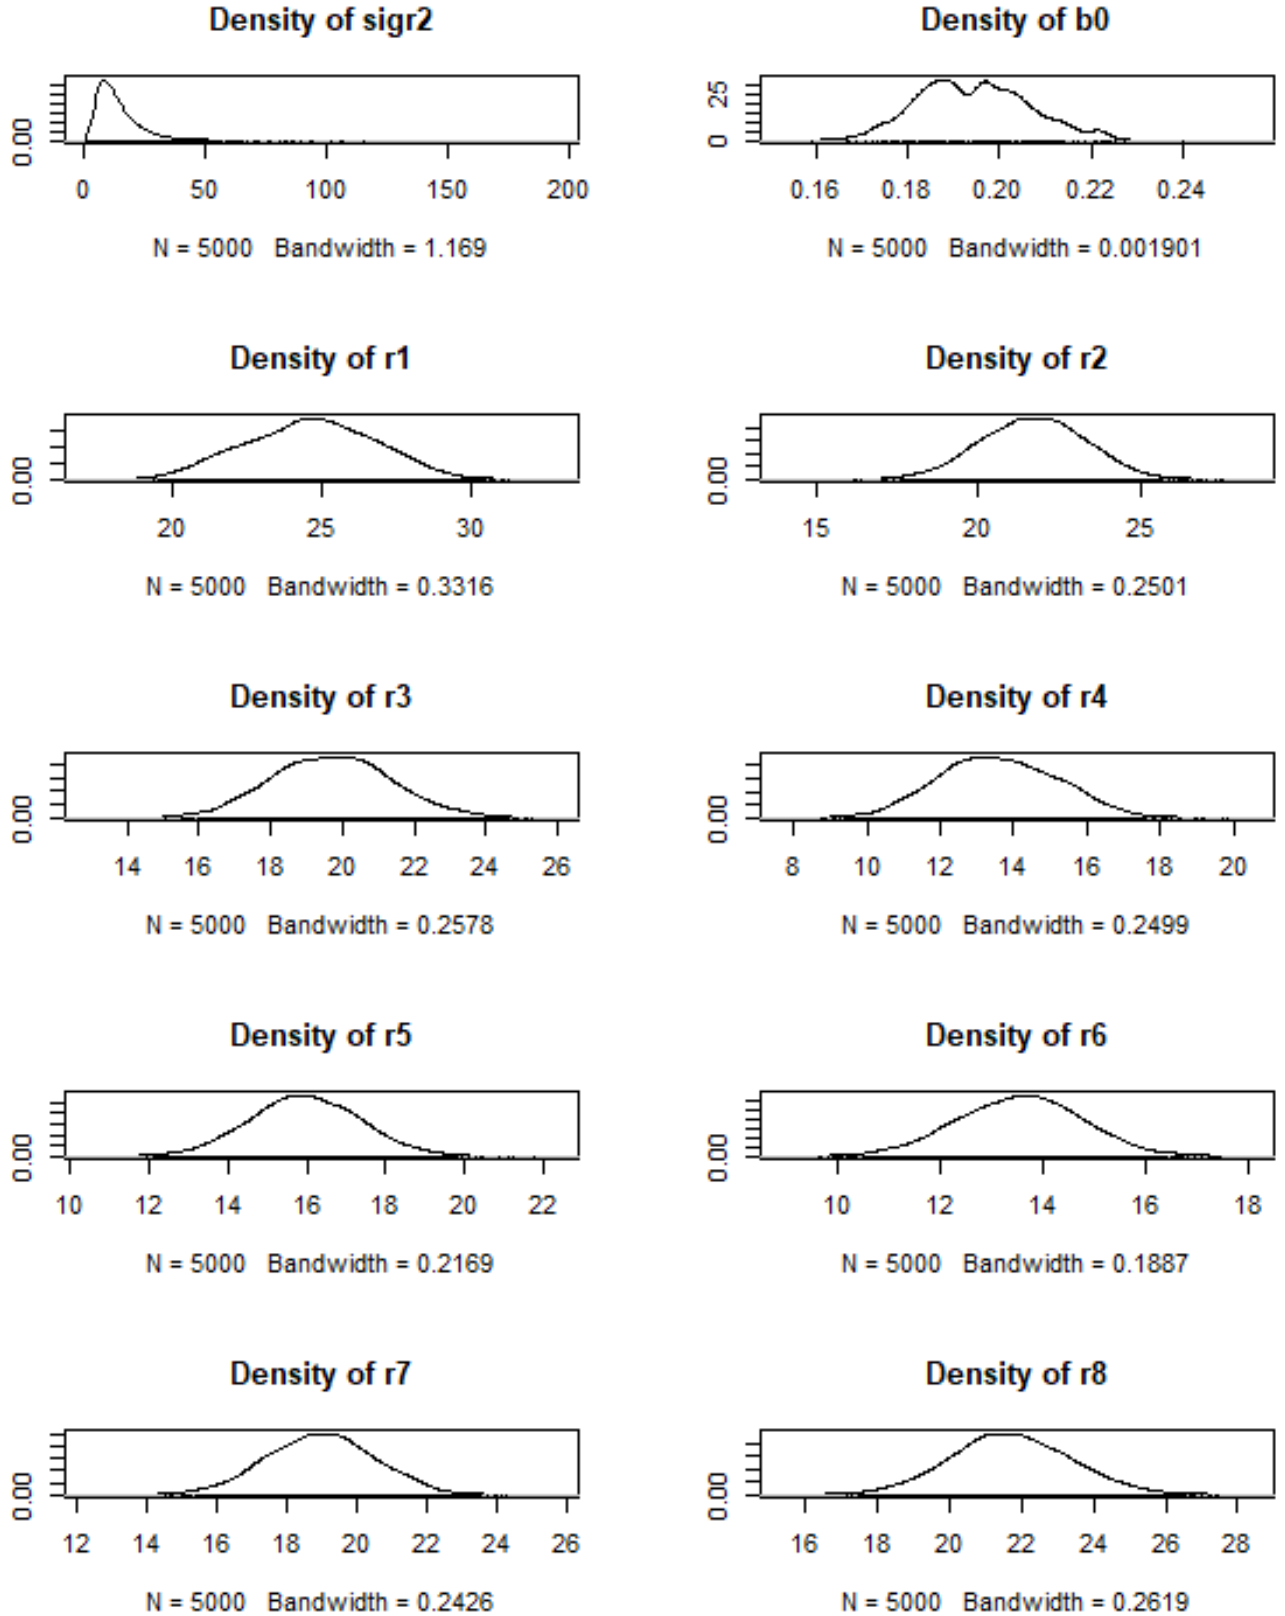 Density of sigr2
0.00
0 50 100 150 200
N = 5000 Bandwidth = 1.169
Density of b0
0 25
0.16 0.18 0.20 0.22 0.24
N = 5000 Bandwidth = 0.001901
Density of r1
0.00
20 25 30
N = 5000 Bandwidth = 0.3316
Density of r2
0.00
15 20 25
N = 5000 Bandwidth = 0.2501
Density of r3
0.00
14 16 18 20 22 24 26
N = 5000 Bandwidth = 0.2578
Density of r4
0.00
8 10 12 14 16 18 20
N = 5000 Bandwidth = 0.2499
Density of r5
0.00
10 12 14 16 18 20 22
N = 5000 Bandwidth = 0.2169
Density of r6
0.00
10 12 14 16 18
N = 5000 Bandwidth = 0.1887
Density of r7
0.00
12 14 16 18 20 22 24 26
N = 5000 Bandwidth = 0.2426
Density of r8
0.00
16 18 20 22 24 26 28
N = 5000 Bandwidth = 0.2619